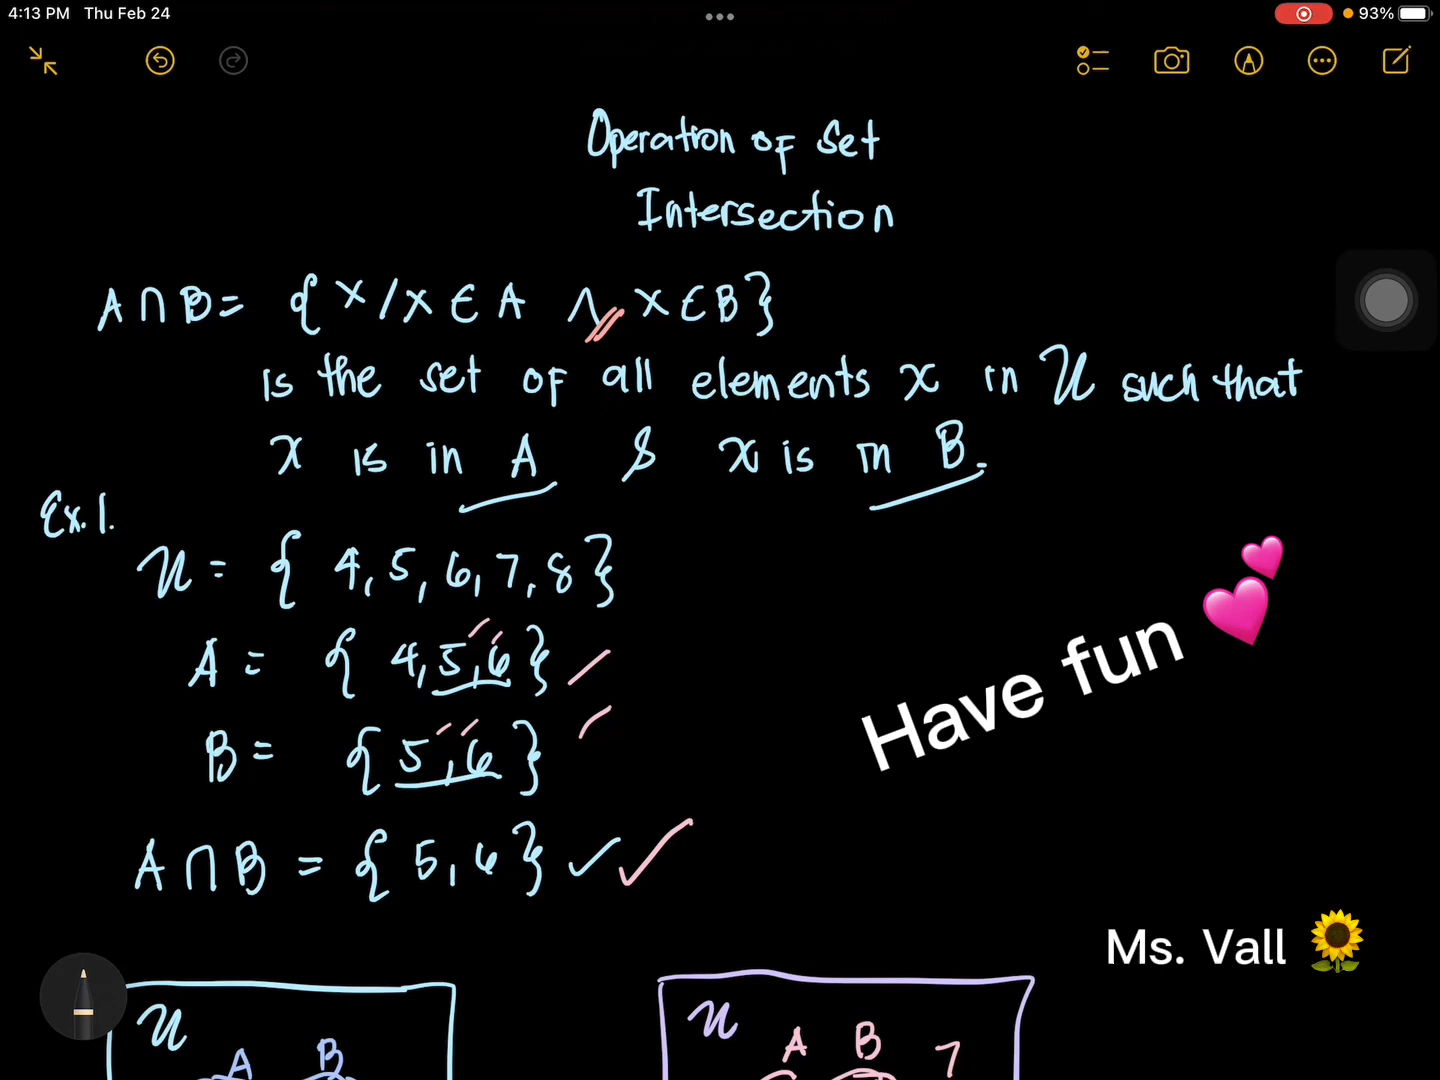 4:13 PM Thu Feb 24
93%
Operation of Set
Intersection
A ∩ B = {x/x ∈ A ∧ x ∈ B}
is the set of all elements x in U such that
x is in A & x is in B.
Ex. 1.
U = { 4, 5, 6, 7, 8 }
A = { 4, 5, 6 }
B = { 5, 6 }
A ∩ B = { 5, 6 } ✓✓
Have fun 💕
Ms. Vall 🌻
U
A B
U
A B 7